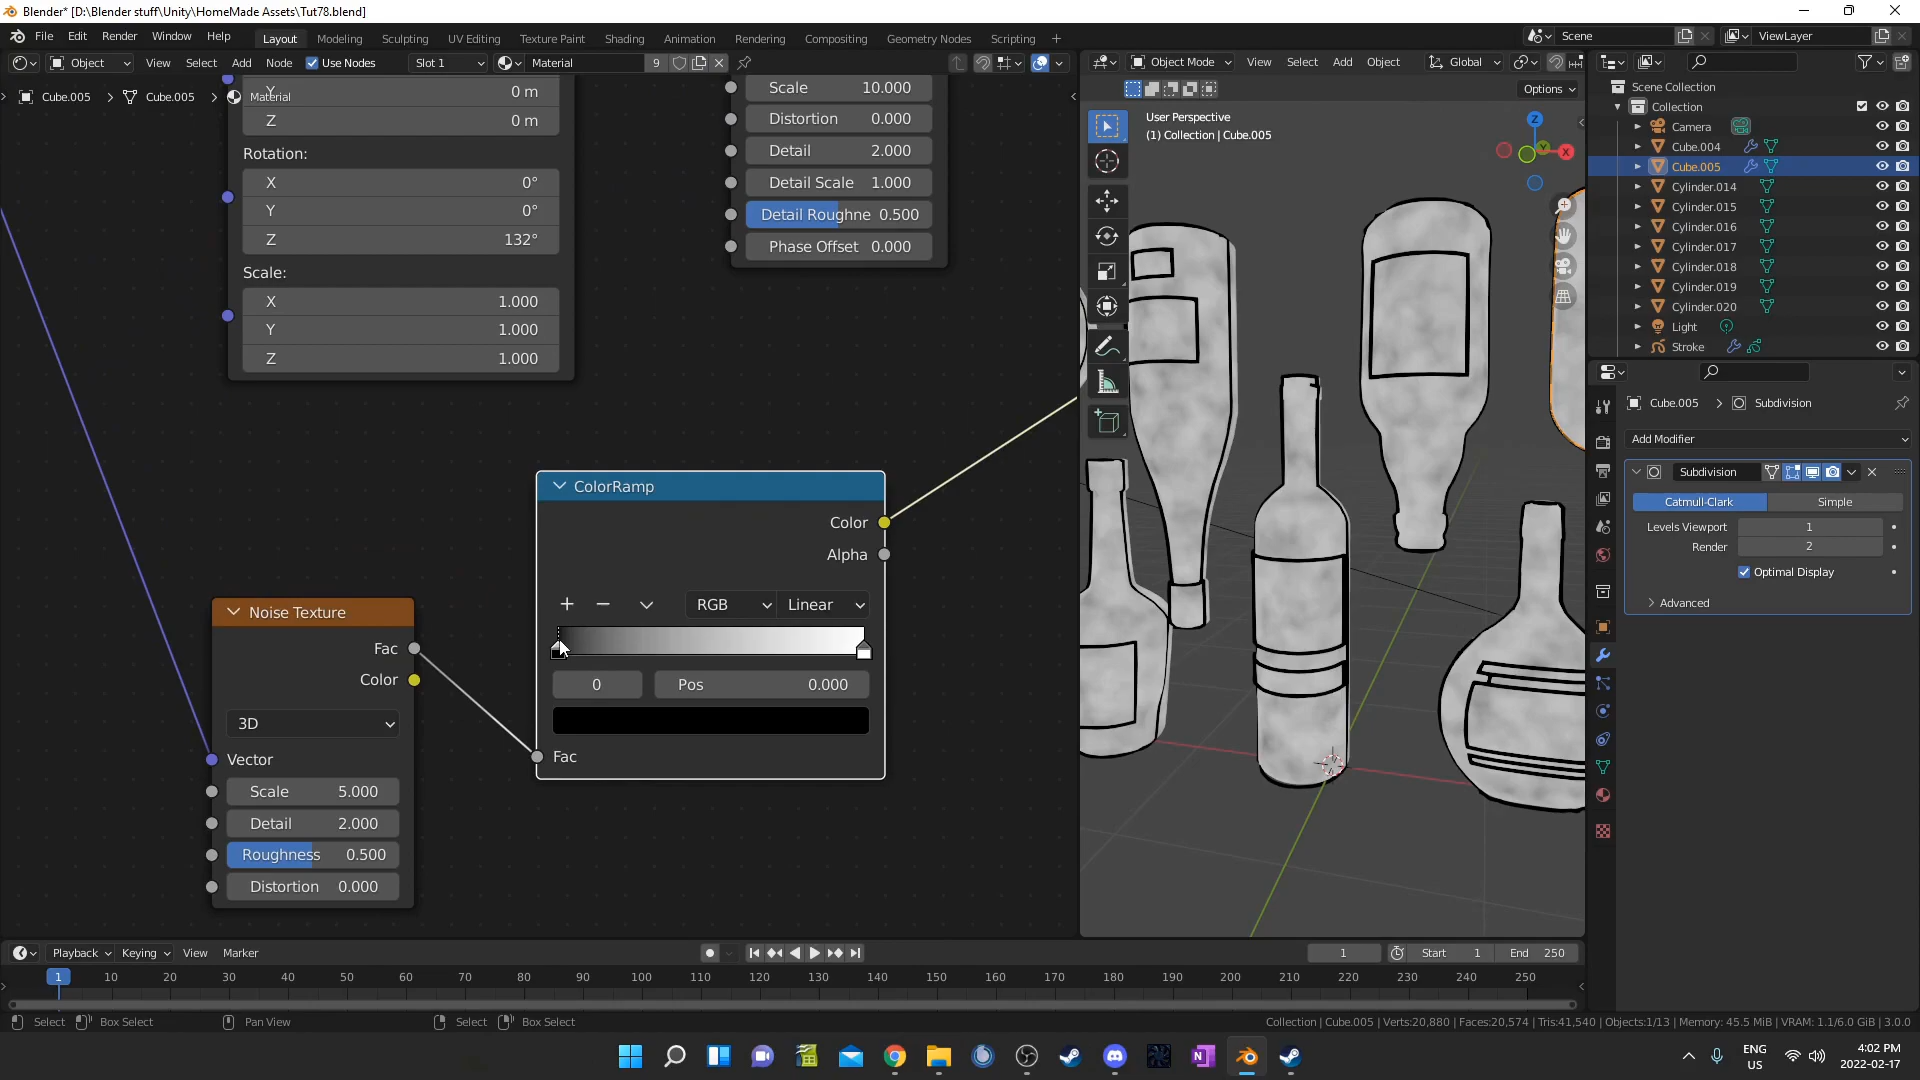 Blender* [D:\Blender stuff\Unity\HomeMade Assets\Tut78.blend]
File Edit Render Window Help Layout Modeling Sculpting UV Editing Texture Paint Shading Animation Rendering Compositing Geometry Nodes Scripting Scene ViewLayer
Object View Select Add Node Use Nodes Slot 1 Material 9
Cube.005 Cube.005 Material
Y 0 m
Z 0 m
Rotation:
X 0°
Y 0°
Z 132°
Scale:
X 1.000
Y 1.000
Z 1.000
Scale 10.000
Distortion 0.000
Detail 2.000
Detail Scale 1.000
Detail Roughne 0.500
Phase Offset 0.000
ColorRamp
Color
Alpha
RGB Linear
0 Pos 0.000
Fac
Noise Texture
Fac
Color
3D
Vector
Scale 5.000
Detail 2.000
Roughness 0.500
Distortion 0.000
Object Mode View Select Add Object Global
Options
User Perspective
(1) Collection | Cube.005
Z
Y
X
Scene Collection
Collection
Camera
Cube.004
Cube.005
Cylinder.014
Cylinder.015
Cylinder.016
Cylinder.017
Cylinder.018
Cylinder.019
Cylinder.020
Light
Stroke
Cube.005 Subdivision
Add Modifier
Subdivision
Catmull-Clark Simple
Levels Viewport 1
Render 2
Optimal Display
Advanced
Playback Keying View Marker 1 Start 1 End 250
1 10 20 30 40 50 60 70 80 90 100 110 120 130 140 150 160 170 180 190 200 210 220 230 240 250
Select Box Select Pan View Select Box Select Collection | Cube.005 | Verts:20,880 | Faces:20,574 | Tris:41,540 | Objects:1/13 | Memory: 45.5 MiB | VRAM: 1.1/6.0 GiB | 3.0.0
ENG
US
4:02 PM
2022-02-17